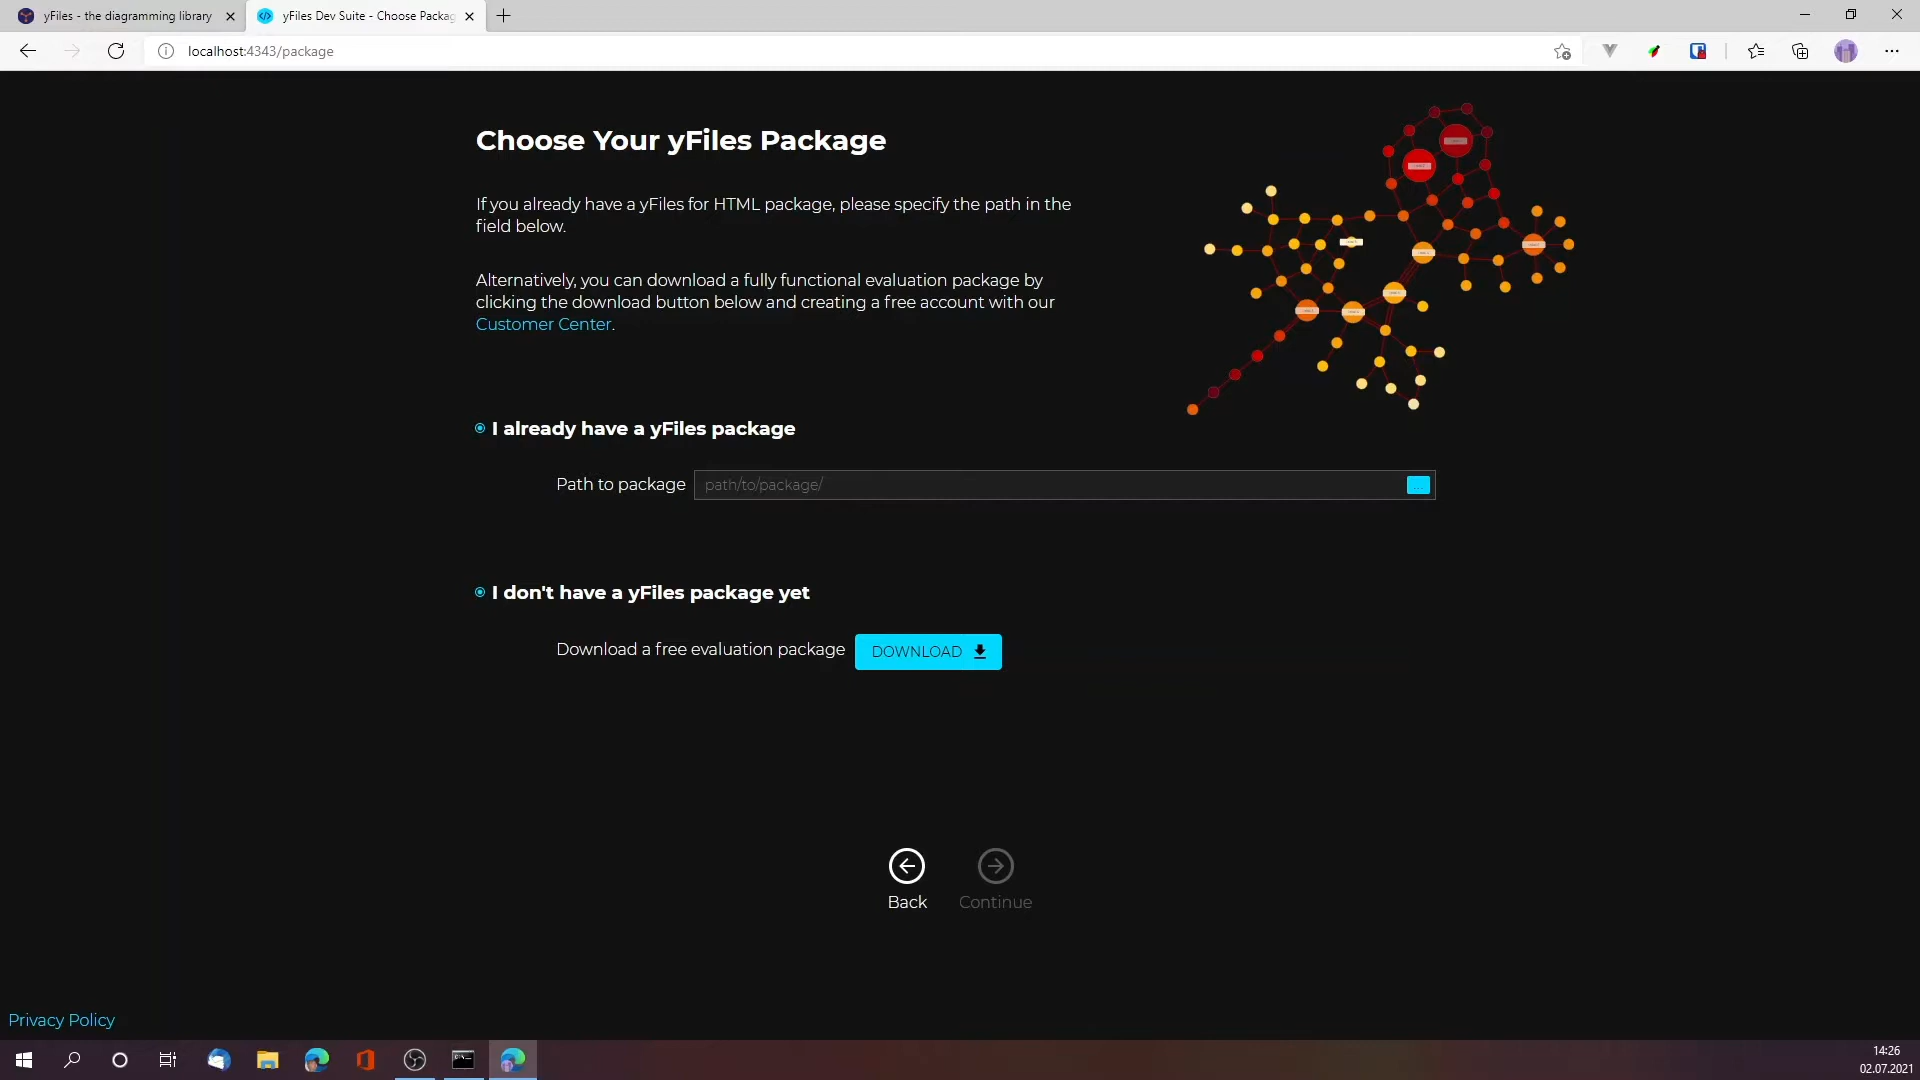 yFiles - the diagramming library
yFiles Dev Suite - Choose Packag
localhost:4343/package
Choose Your yFiles Package
If you already have a yFiles for HTML package, please specify the path in the
field below.
Alternatively, you can download a fully functional evaluation package by
clicking the download button below and creating a free account with our
Customer Center.
I already have a yFiles package
Path to package
path/to/package/
...
I don't have a yFiles package yet
Download a free evaluation package
DOWNLOAD
Back
Continue
Privacy Policy
14:26
02.07.2021